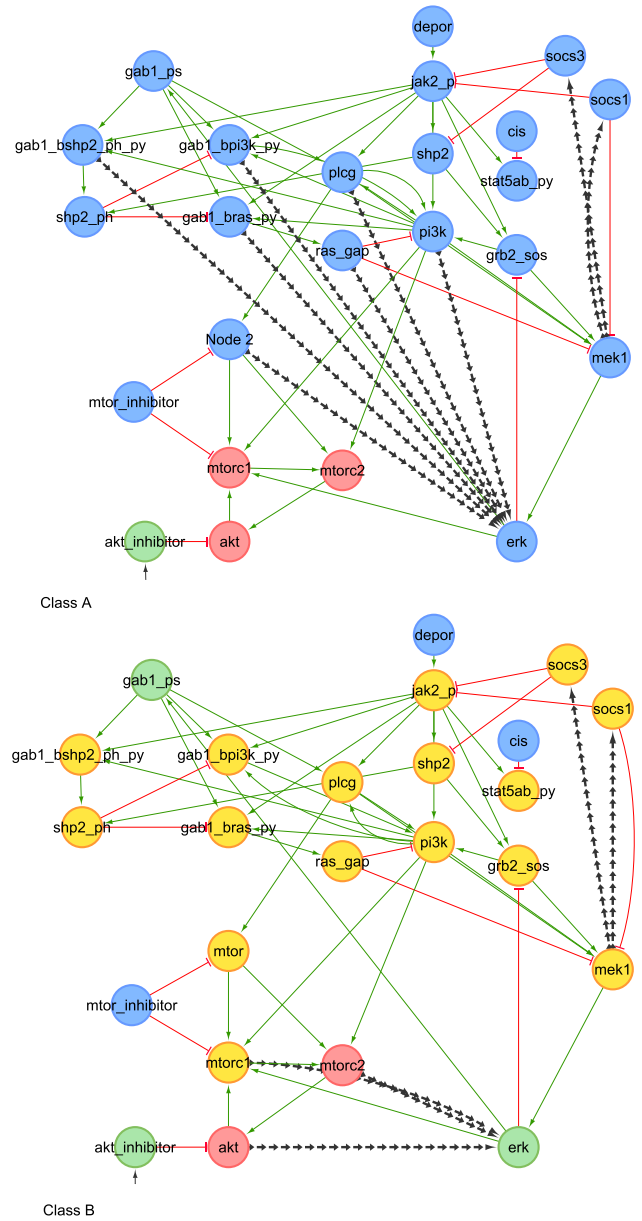 depor
socs3
gab1_ps
jak2_p
socs1
cis
gab1_bshp2_ph_py
gab1_bpi3k_py
shp2
plcg
stat5ab_py
shp2_ph
gab1_bras_py
pi3k
ras_gap
grb2_sos
Node 2
mek1
mtor_inhibitor
mtorc1
mtorc2
akt_inhibitor
akt
erk
Class A
depor
socs3
gab1_ps
jak2_p
socs1
cis
gab1_bshp2_ph_py
gab1_bpi3k_py
shp2
plcg
stat5ab_py
shp2_ph
gab1_bras_py
pi3k
ras_gap
grb2_sos
mtor
mek1
mtor_inhibitor
mtorc1
mtorc2
akt_inhibitor
akt
erk
Class B